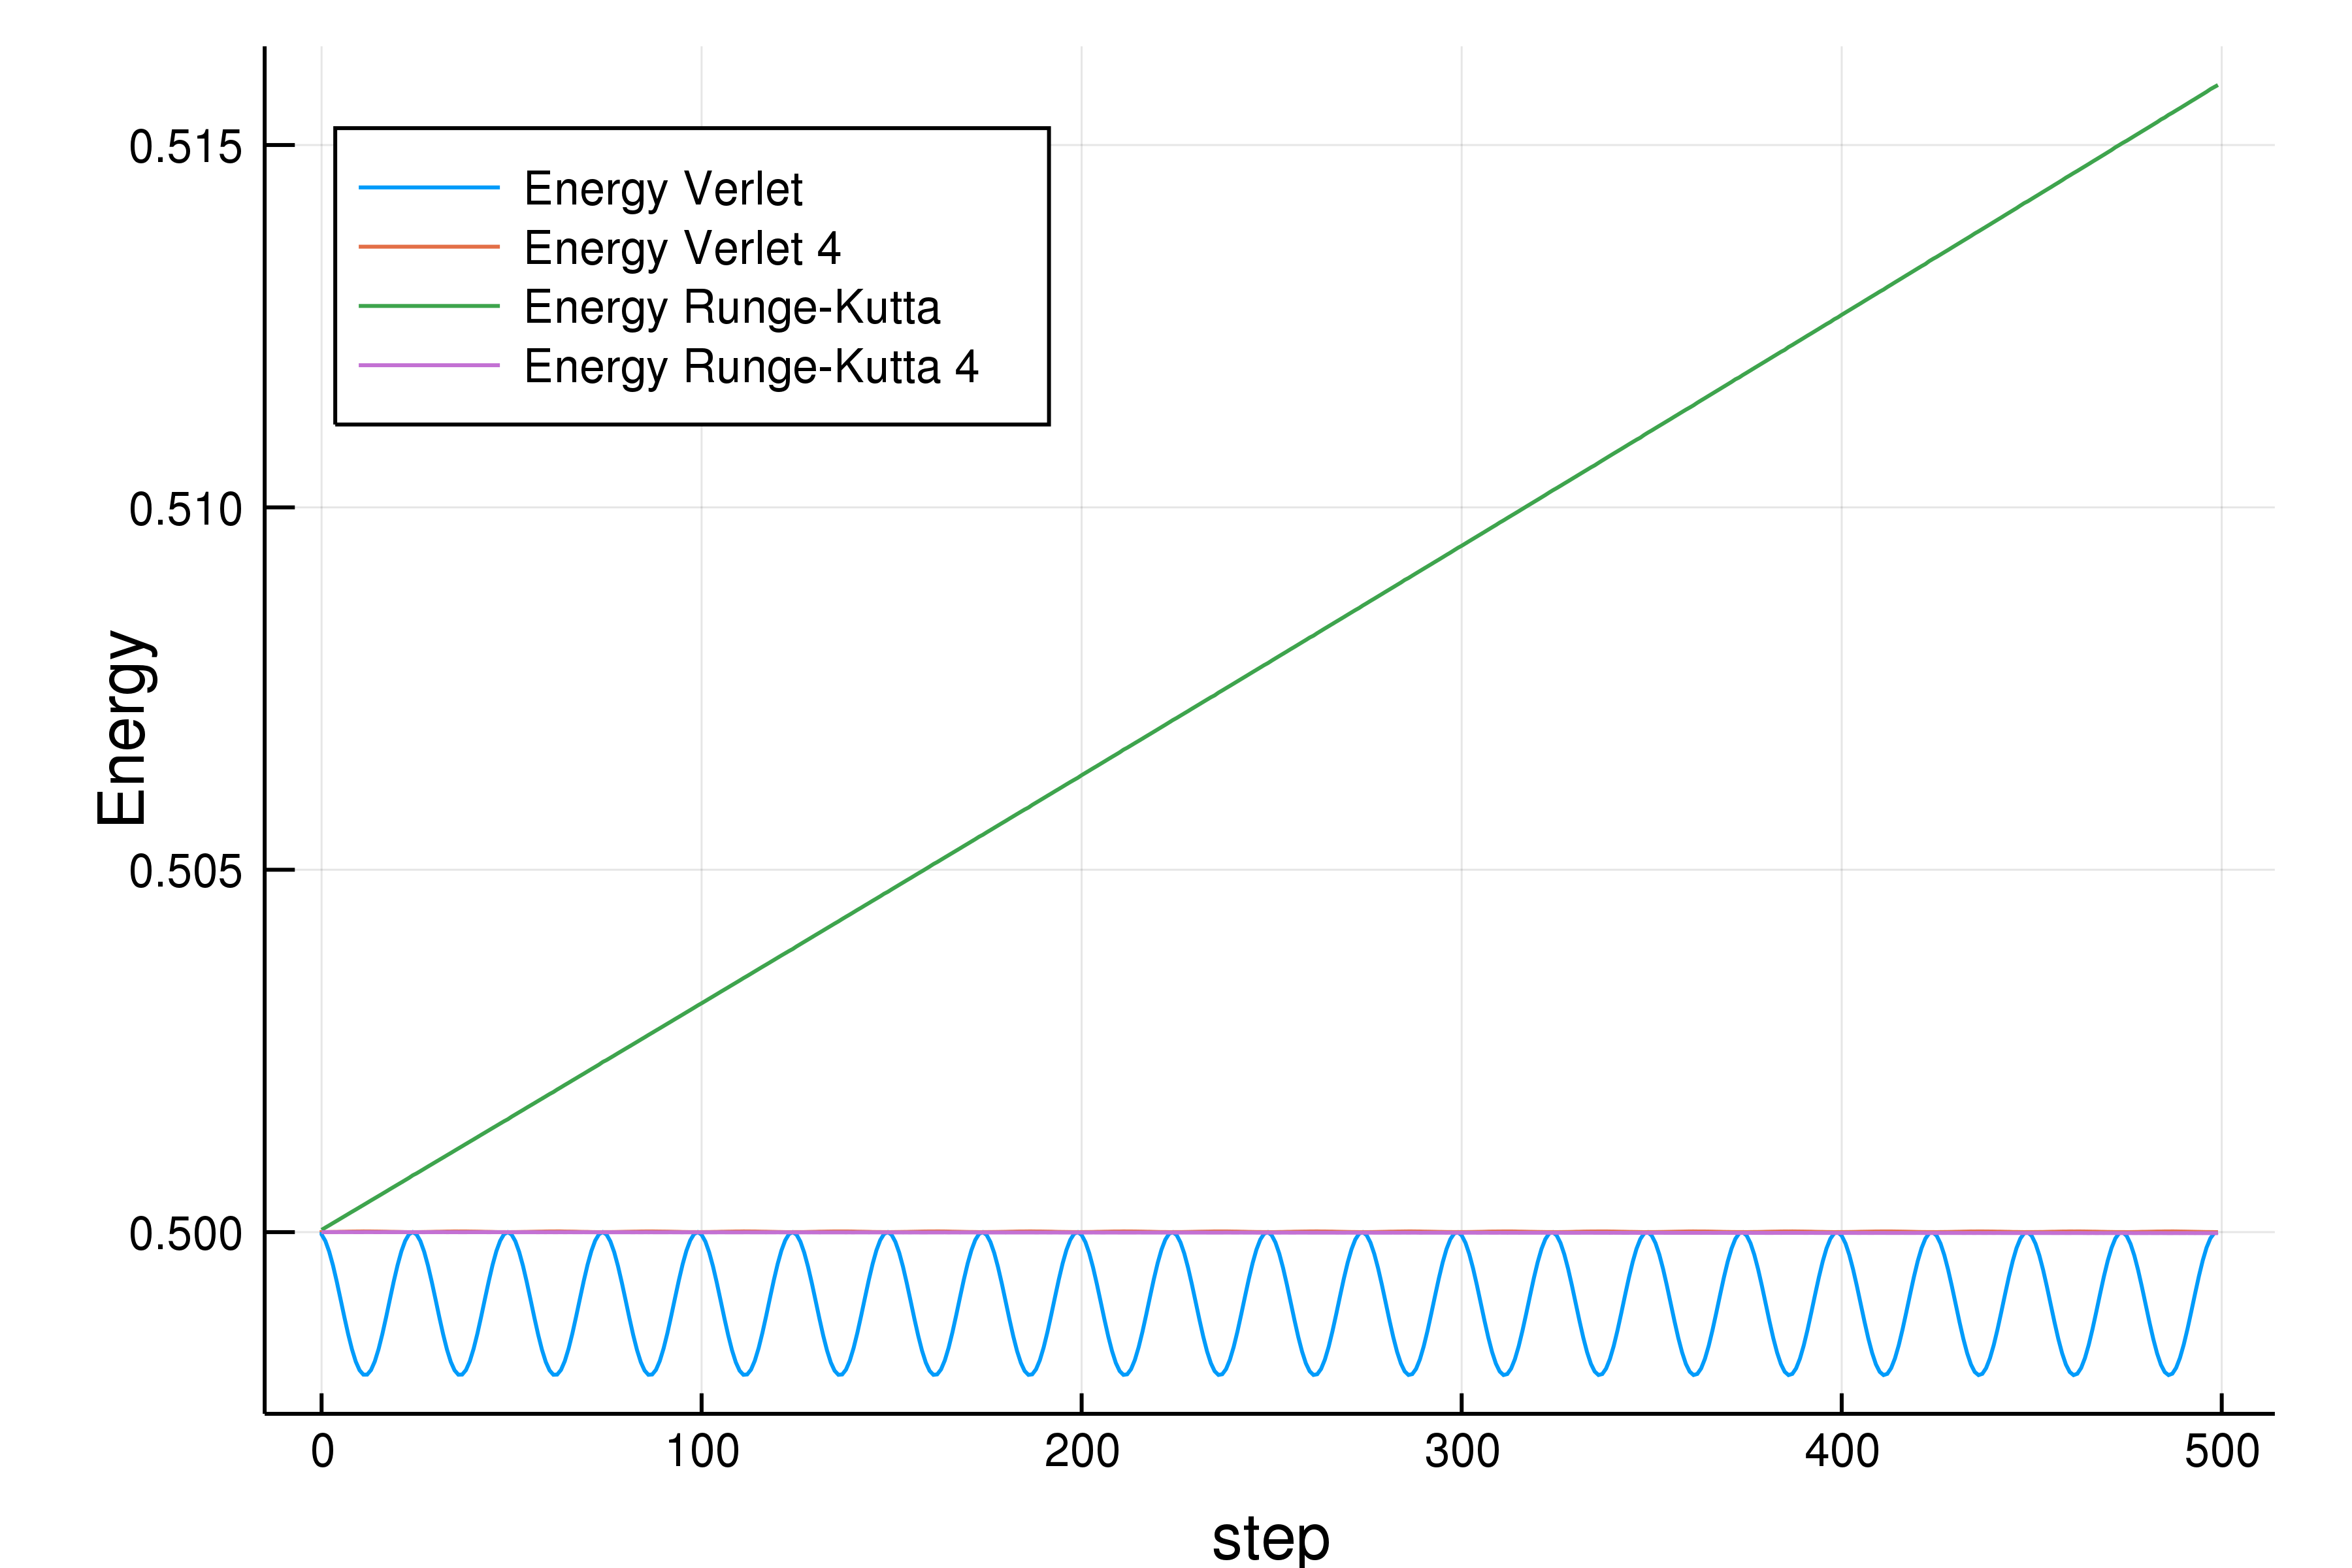 0.515
0.510
0.505
0.500
Energy
Energy Verlet
Energy Verlet 4
Energy Runge-Kutta
Energy Runge-Kutta 4
0 100 200 300 400 500
step